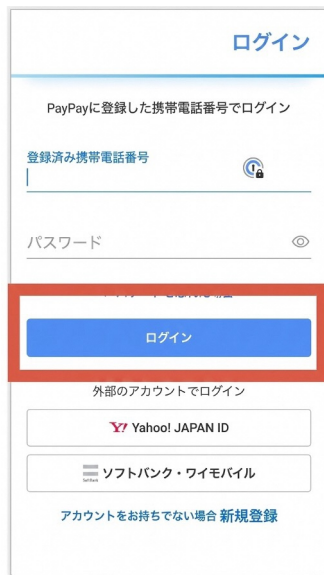 ログイン
PayPayに登録した携帯電話番号でログイン
登録済み携帯電話番号
パスワード
ログイン
外部のアカウントでログイン
Y! Yahoo! JAPAN ID
SoftBank ソフトバンク・ワイモバイル
アカウントをお持ちでない場合 新規登録